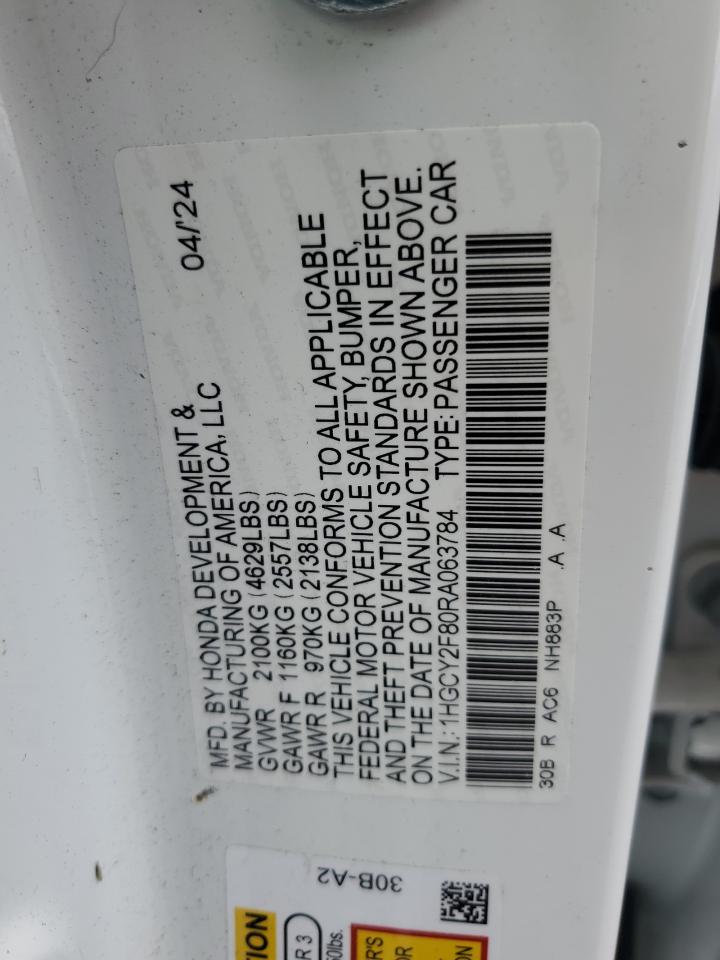 MFD. BY HONDA DEVELOPMENT & 04/'24
MANUFACTURING OF AMERICA, LLC
GVWR 2100KG (4629LBS)
GAWR F 1160KG (2557LBS)
GAWR R 970KG (2138LBS)
THIS VEHICLE CONFORMS TO ALL APPLICABLE
FEDERAL MOTOR VEHICLE SAFETY, BUMPER,
AND THEFT PREVENTION STANDARDS IN EFFECT
ON THE DATE OF MANUFACTURE SHOWN ABOVE.
V.I.N.: 1HGCY2F80RA063784 TYPE: PASSENGER CAR
30B R AC6 NH883P .A .A
30B-A2
R 3